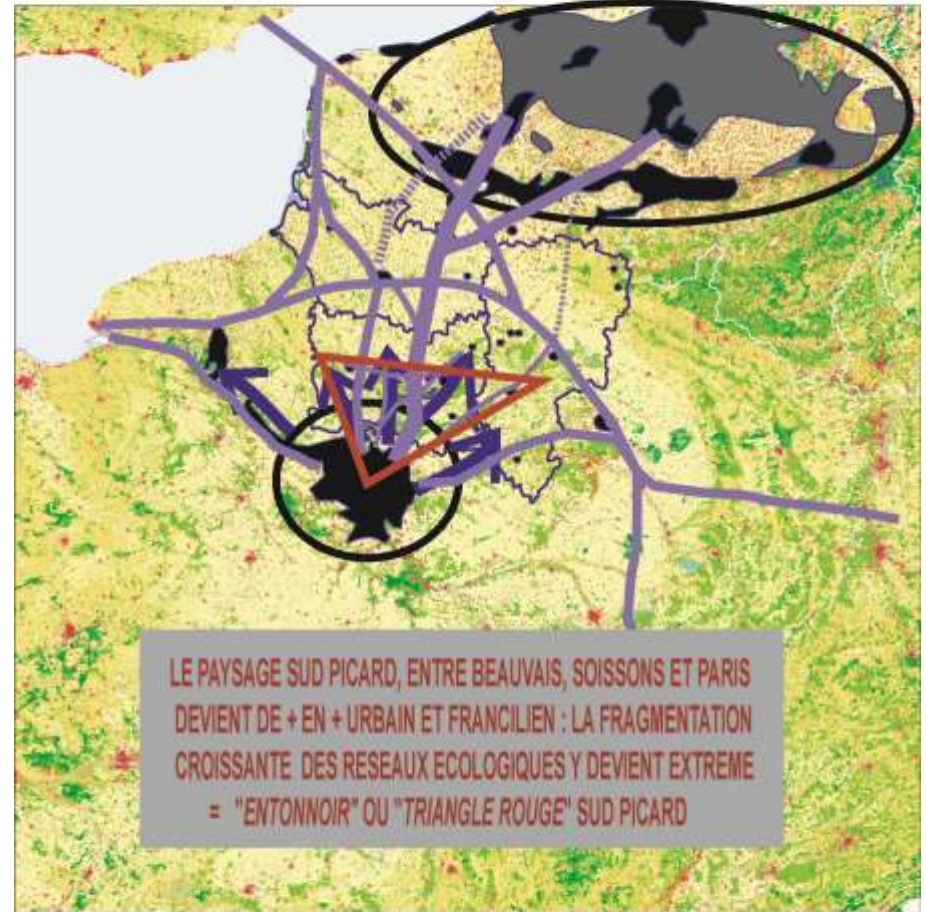 LE PAYSAGE SUD PICARD, ENTRE BEAUVAIS, SOISSONS ET PARIS
DEVIENT DE + EN + URBAIN ET FRANCILIEN : LA FRAGMENTATION
CROISSANTE DES RESEAUX ECOLOGIQUES Y DEVIENT EXTREME
= "ENTONNOIR" OU "TRIANGLE ROUGE" SUD PICARD